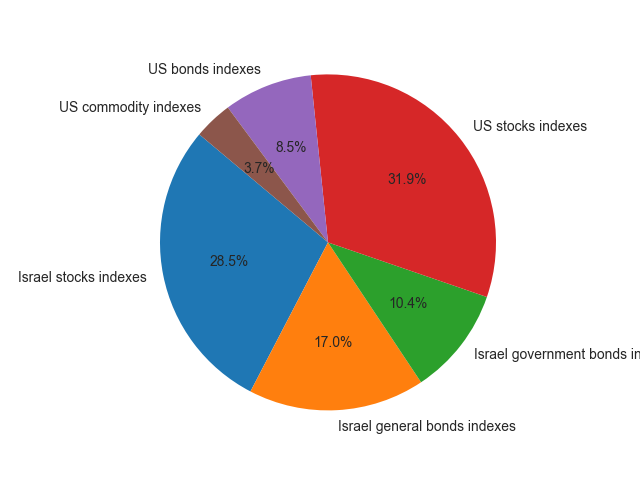 US bonds indexes
US commodity indexes
US stocks indexes
8.5%
3.7%
31.9%
28.5%
Israel stocks indexes
10.4%
17.0%
Israel government bonds
Israel general bonds indexes